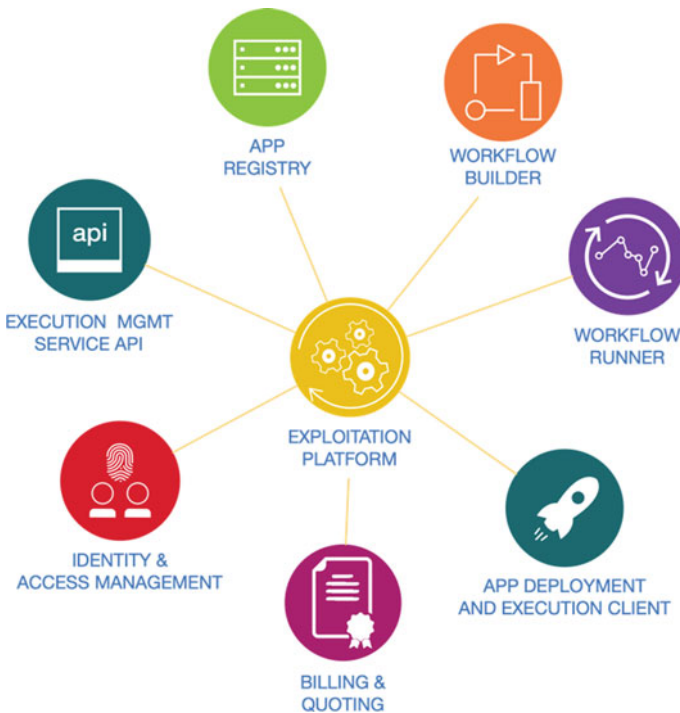 APP
REGISTRY
WORKFLOW
BUILDER
api
EXECUTION MGMT
SERVICE API
WORKFLOW
RUNNER
EXPLOITATION
PLATFORM
IDENTITY &
ACCESS MANAGEMENT
APP DEPLOYMENT
AND EXECUTION CLIENT
BILLING &
QUOTING